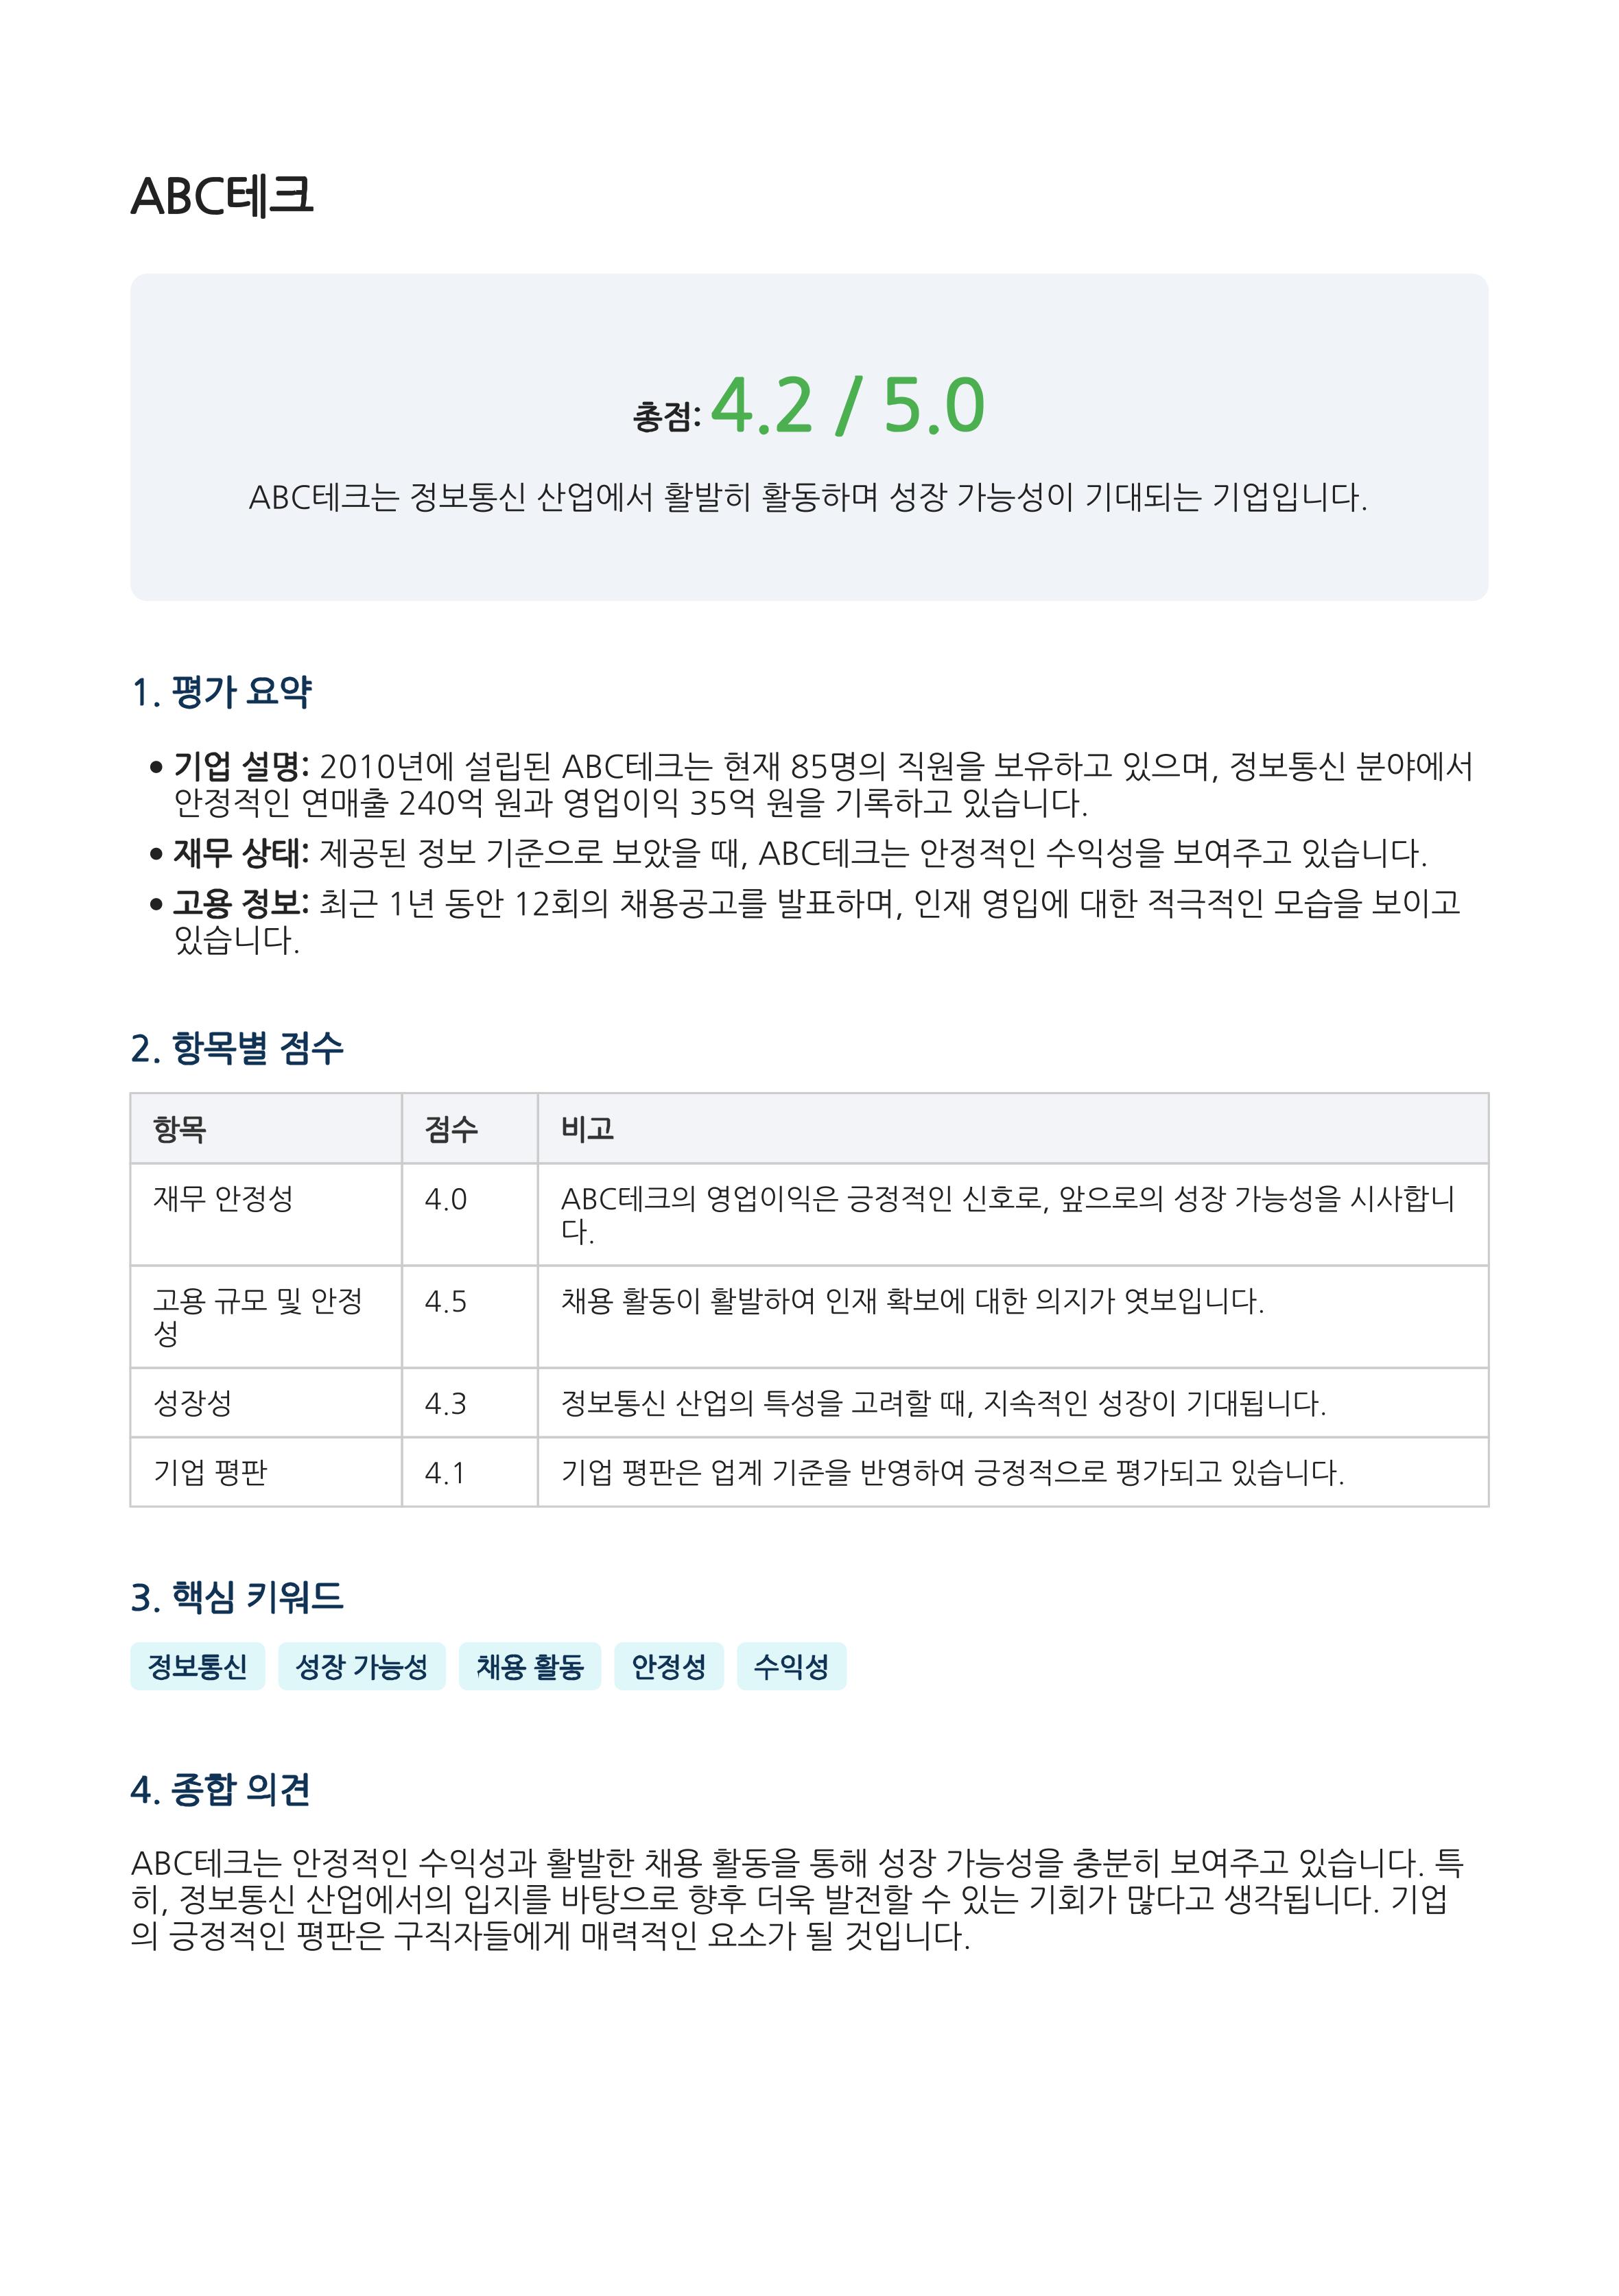 ABC테크
총점: 4.2 / 5.0
ABC테크는 정보통신 산업에서 활발히 활동하며 성장 가능성이 기대되는 기업입니다.
1. 평가 요약
• 기업 설명: 2010년에 설립된 ABC테크는 현재 85명의 직원을 보유하고 있으며, 정보통신 분야에서
안정적인 연매출 240억 원과 영업이익 35억 원을 기록하고 있습니다.
• 재무 상태: 제공된 정보 기준으로 보았을 때, ABC테크는 안정적인 수익성을 보여주고 있습니다.
• 고용 정보: 최근 1년 동안 12회의 채용공고를 발표하며, 인재 영입에 대한 적극적인 모습을 보이고
있습니다.
2. 항목별 점수
항목 점수 비고
재무 안정성 4.0 ABC테크의 영업이익은 긍정적인 신호로, 앞으로의 성장 가능성을 시사합니
다.
고용 규모 및 안정 4.5 채용 활동이 활발하여 인재 확보에 대한 의지가 엿보입니다.
성
성장성 4.3 정보통신 산업의 특성을 고려할 때, 지속적인 성장이 기대됩니다.
기업 평판 4.1 기업 평판은 업계 기준을 반영하여 긍정적으로 평가되고 있습니다.
3. 핵심 키워드
정보통신 성장 가능성 채용 활동 안정성 수익성
4. 종합 의견
ABC테크는 안정적인 수익성과 활발한 채용 활동을 통해 성장 가능성을 충분히 보여주고 있습니다. 특
히, 정보통신 산업에서의 입지를 바탕으로 향후 더욱 발전할 수 있는 기회가 많다고 생각됩니다. 기업
의 긍정적인 평판은 구직자들에게 매력적인 요소가 될 것입니다.